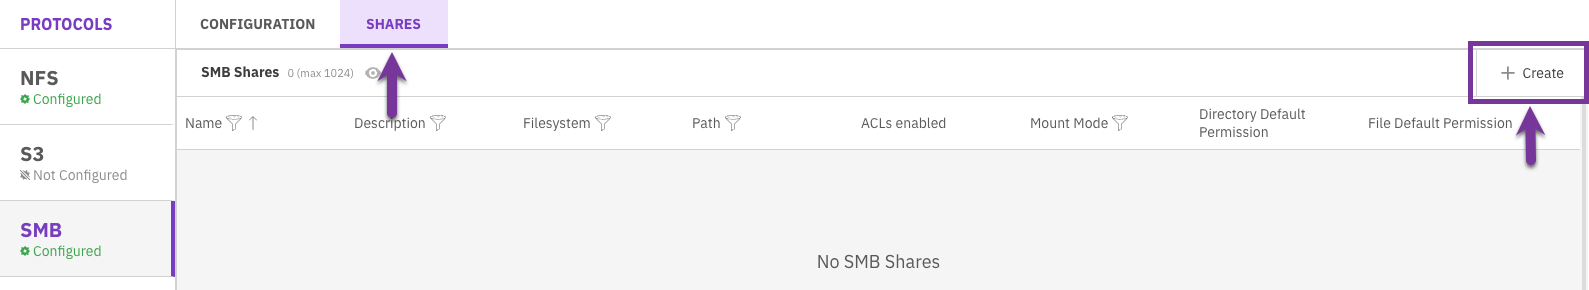 PROTOCOLS
CONFIGURATION
SHARES
NFS
Configured
S3
Not Configured
SMB
Configured
SMB Shares 0 (max 1024)
Create
Name
Description
Filesystem
Path
ACLs enabled
Mount Mode
Directory Default
Permission
File Default Permission
No SMB Shares